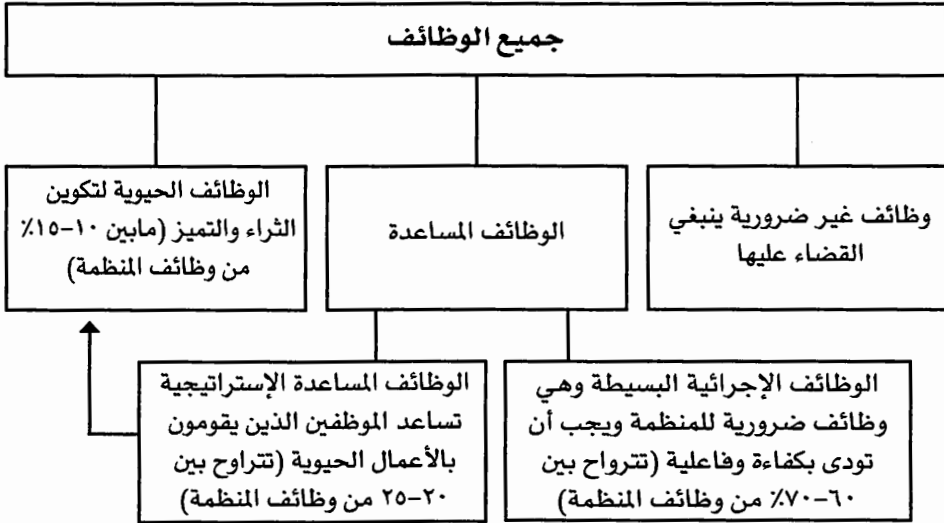 جميع الوظائف
وظائف غير ضرورية ينبغي
القضاء عليها
الوظائف المساعدة
الوظائف الحيوية لتكوين
الثراء والتميز (مابين ١٠-١٥٪
من وظائف المنظمة)
الوظائف الإجرائية البسيطة وهي
وظائف ضرورية للمنظمة ويجب أن
تودى بكفاءة وفاعلية (تترواح بين
٦٠-٧٠٪ من وظائف المنظمة)
الوظائف المساعدة الإستراتيجية
تساعد الموظفين الذين يقومون
بالأعمال الحيوية (تتراوح بين
٢٠-٢٥ من وظائف المنظمة)